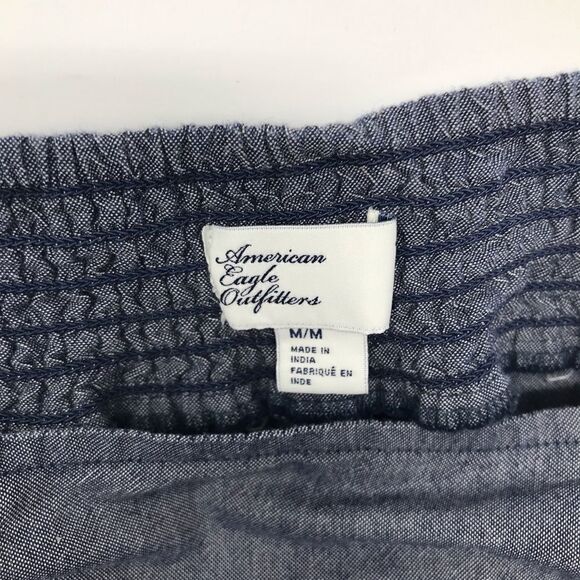 American
Eagle
Outfitters
M/M
MADE IN
INDIA
FABRIQUÉ EN
INDE